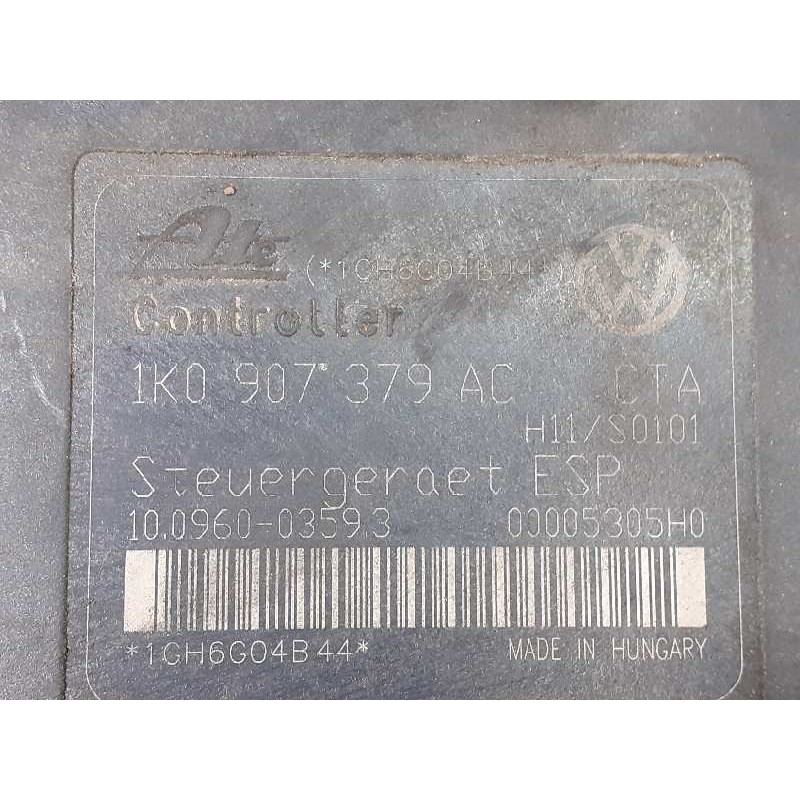 Ate
(*1GH6G04B44*)
Controller
1K0 907 379 AC CTA
H11/S0101
Steuergeraet ESP
10.0960-0359.3 00005305H0
*1GH6G04B44*
MADE IN HUNGARY